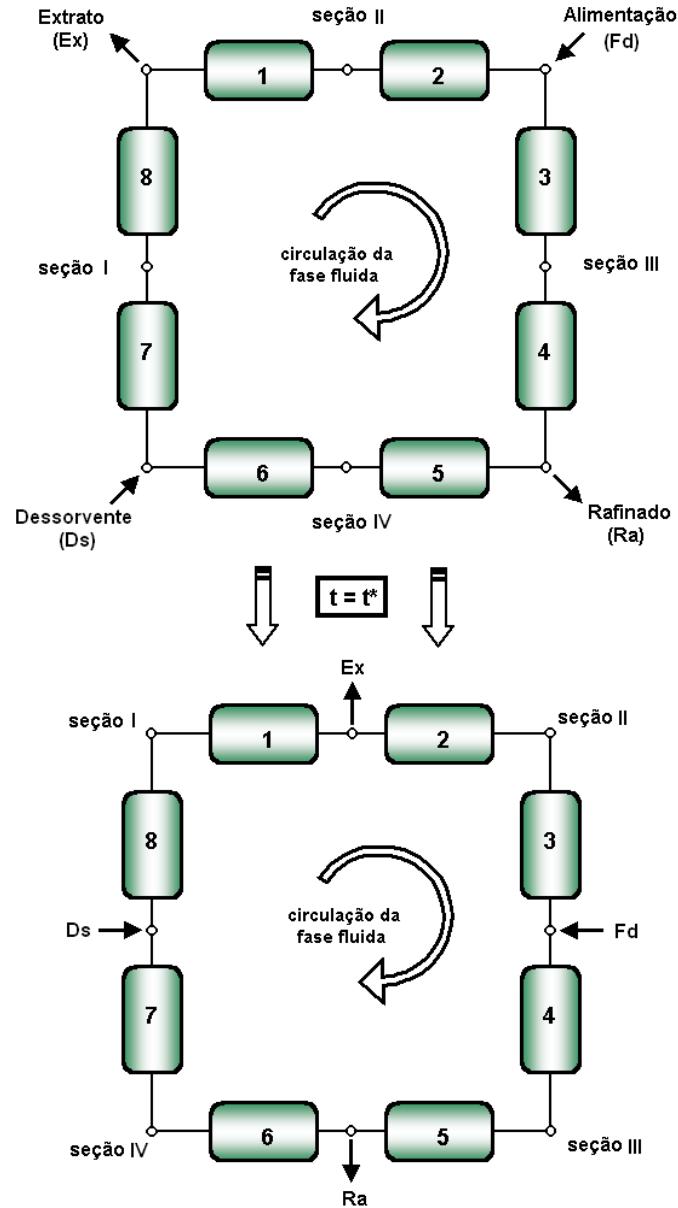 Extrato
(Ex)
seção II
Alimentação
(Fd)
1
2
8
3
circulação da
fase fluida
seção I
seção III
7
4
6
5
Dessorvente
(Ds)
seção IV
Rafinado
(Ra)
t = t*
Ex
seção I
seção II
1
2
8
3
circulação da
fase fluida
Ds
Fd
7
4
6
5
seção IV
seção III
Ra